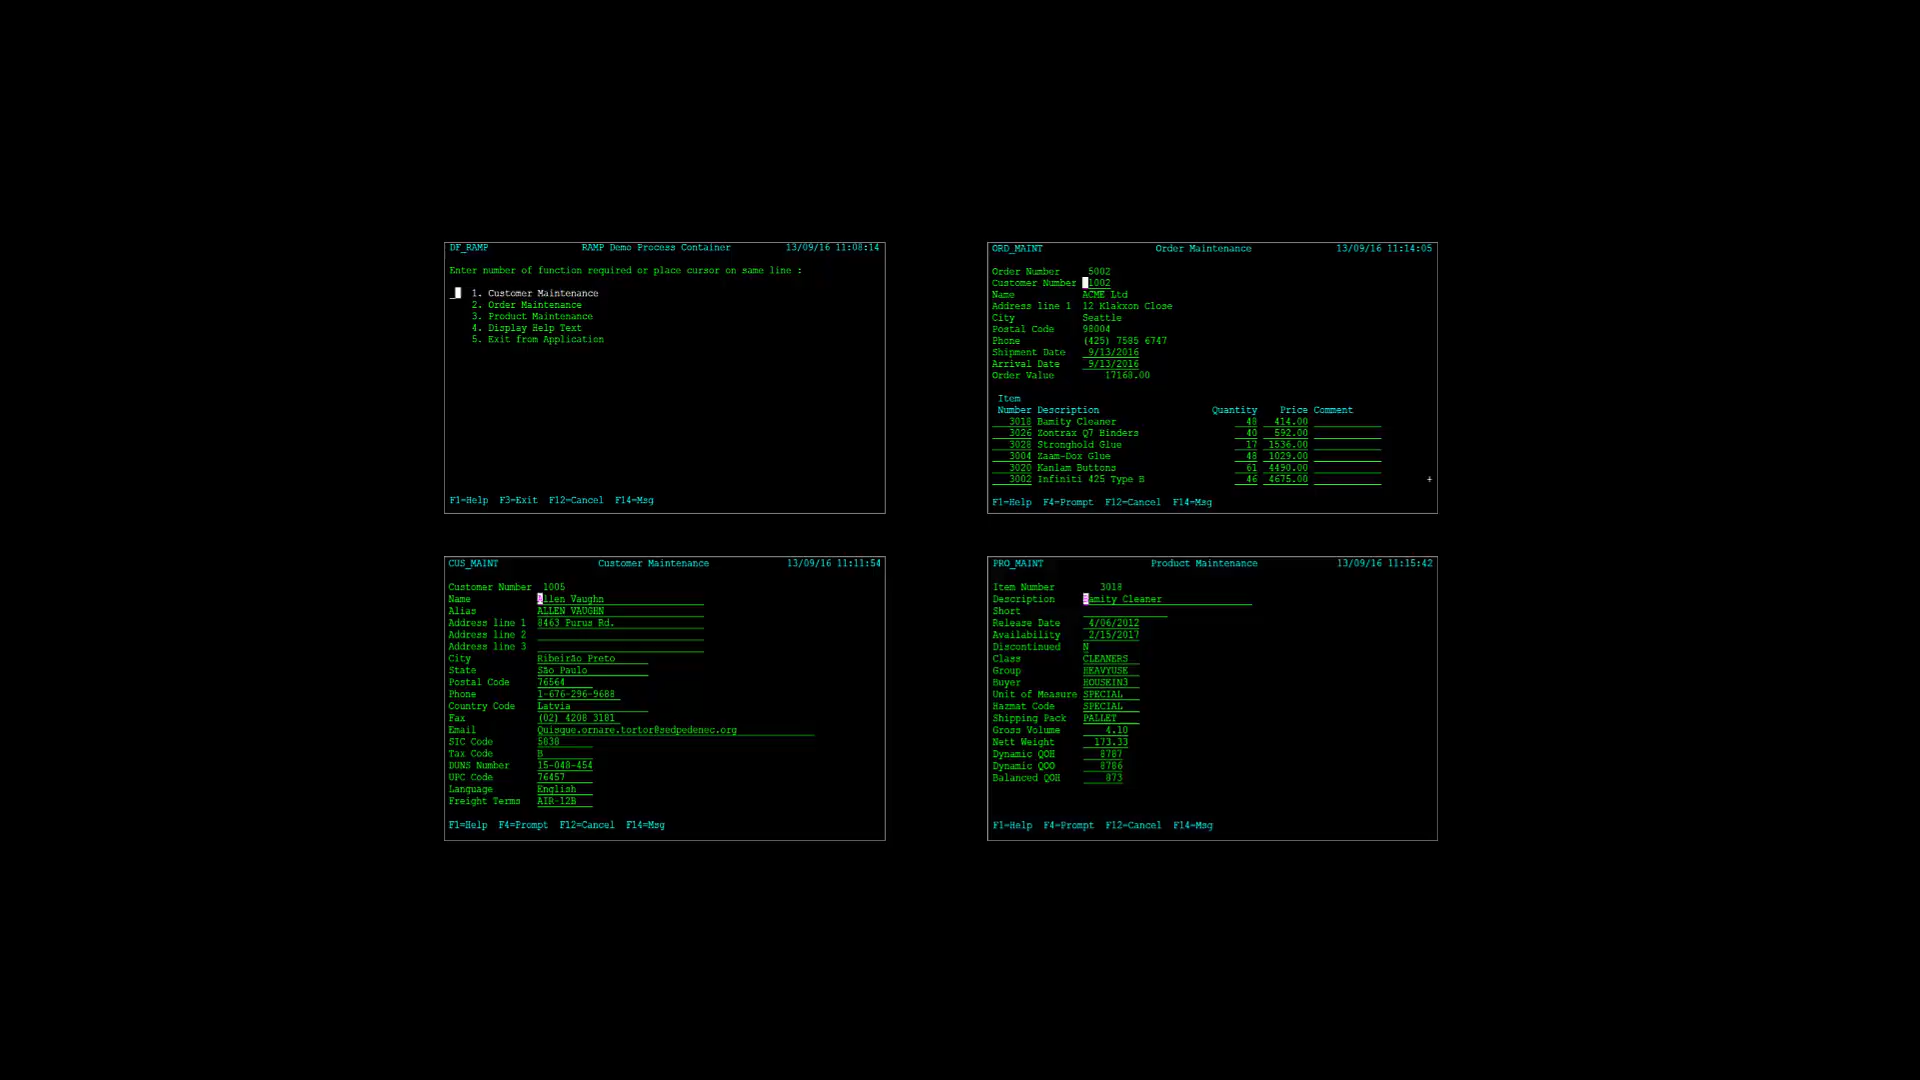 DF_RAMP RAMP Demo Process Container 13/09/16 11:08:14
Enter number of function required or place cursor on same line :
_ 1. Customer Maintenance
2. Order Maintenance
3. Product Maintenance
4. Display Help Text
5. Exit from Application
F1=Help F3=Exit F12=Cancel F14=Msg
ORD_MAINT Order Maintenance 13/09/16 11:14:05
Order Number 5002
Customer Number 1002
Name ACME Ltd
Address line 1 12 Klakxon Close
City Seattle
Postal Code 98004
Phone (425) 7585 6747
Shipment Date 9/13/2016
Arrival Date 9/13/2016
Order Value 17168.00
Item
Number Description Quantity Price Comment
3018 Bamity Cleaner 48 414.00
3026 Zontrax Q7 Hinders 40 592.00
3028 Stronghold Glue 17 1536.00
3004 Zaam-Dox Glue 48 1029.00
3020 Kanlam Buttons 61 4490.00
3002 Infiniti 425 Type B 46 4675.00 +
F1=Help F4=Prompt F12=Cancel F14=Msg
CUS_MAINT Customer Maintenance 13/09/16 11:11:54
Customer Number 1005
Name Allen Vaughn
Alias ALLEN VAUGHN
Address line 1 8463 Purus Rd.
Address line 2
Address line 3
City Ribeirão Preto
State São Paulo
Postal Code 76564
Phone 1-676-296-9688
Country Code Latvia
Fax (02) 4208 3181
Email Quisque.ornare.tortor@sedpedenec.org
SIC Code 5838
Tax Code B
DUNS Number 15-048-454
UPC Code 76457
Language English
Freight Terms AIR-12B
F1=Help F4=Prompt F12=Cancel F14=Msg
PRO_MAINT Product Maintenance 13/09/16 11:15:42
Item Number 3018
Description Bamity Cleaner
Short
Release Date 4/06/2012
Availability 2/15/2017
Discontinued N
Class CLEANERS
Group HEAVYUSE
Buyer HOUSEIN3
Unit of Measure SPECIAL
Hazmat Code SPECIAL
Shipping Pack PALLET
Gross Volume 4.10
Nett Weight 173.33
Dynamic QOH 8787
Dynamic QOO 8786
Balanced QOH 873
F1=Help F4=Prompt F12=Cancel F14=Msg